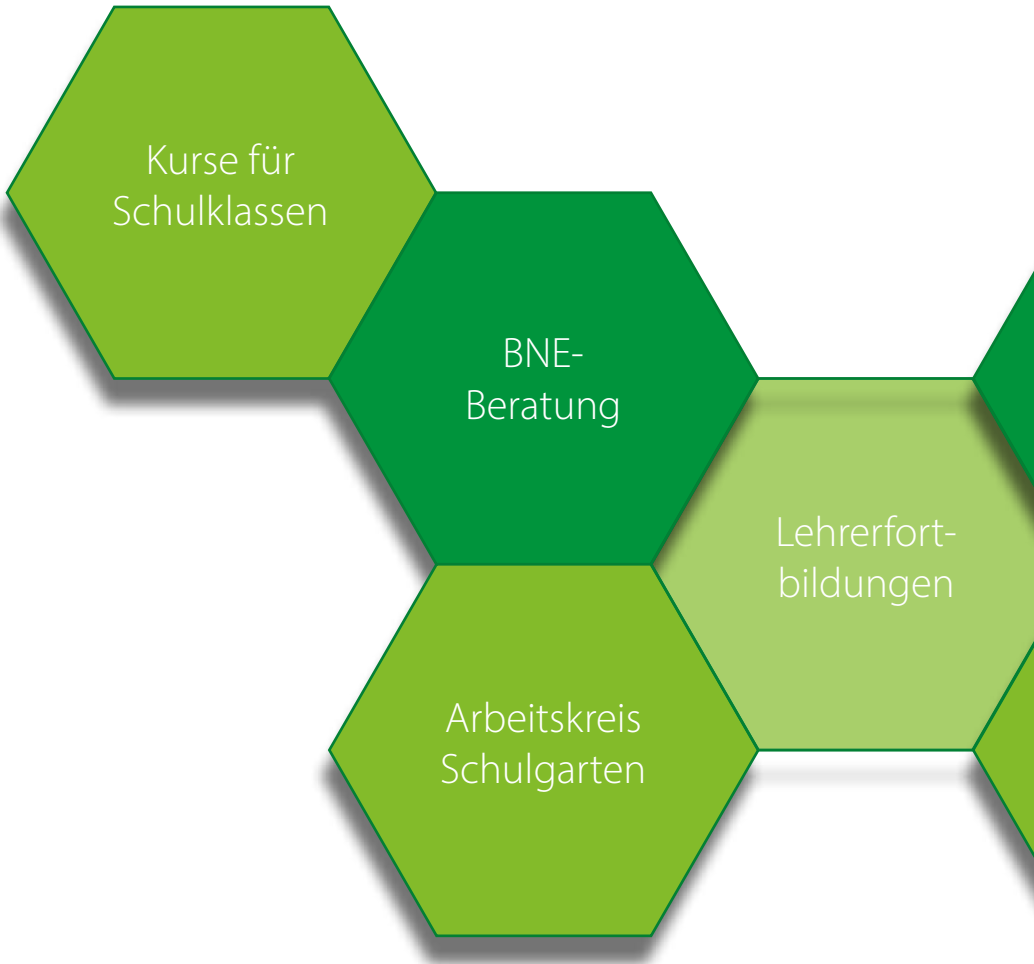 Kurse für
Schulklassen
BNE-
Beratung
Lehrerfort-
bildungen
Arbeitskreis
Schulgarten